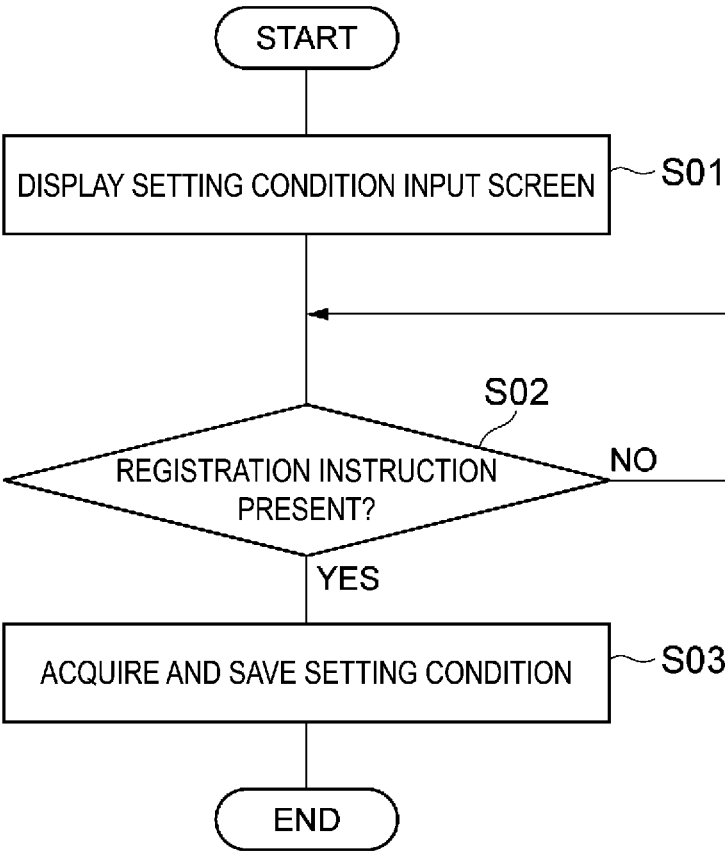 START
DISPLAY SETTING CONDITION INPUT SCREEN
S01
S02
REGISTRATION INSTRUCTION
PRESENT?
NO
YES
ACQUIRE AND SAVE SETTING CONDITION
S03
END